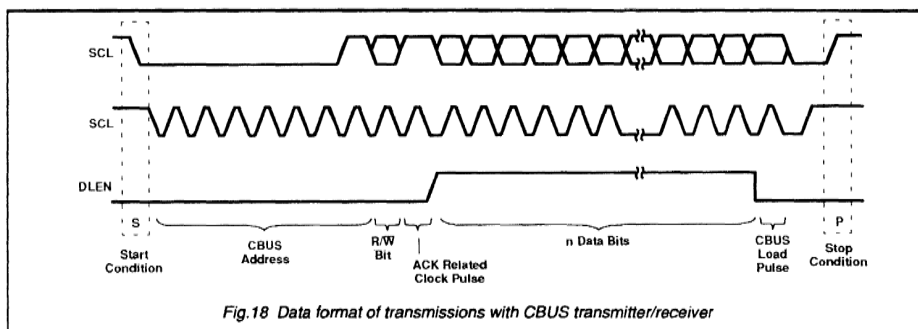 SCL
SCL
DLEN
S
P
Start
Condition
CBUS
Address
R/W̅
Bit
ACK Related
Clock Pulse
n Data Bits
CBUS
Load
Pulse
Stop
Condition
Fig.18 Data format of transmissions with CBUS transmitter/receiver